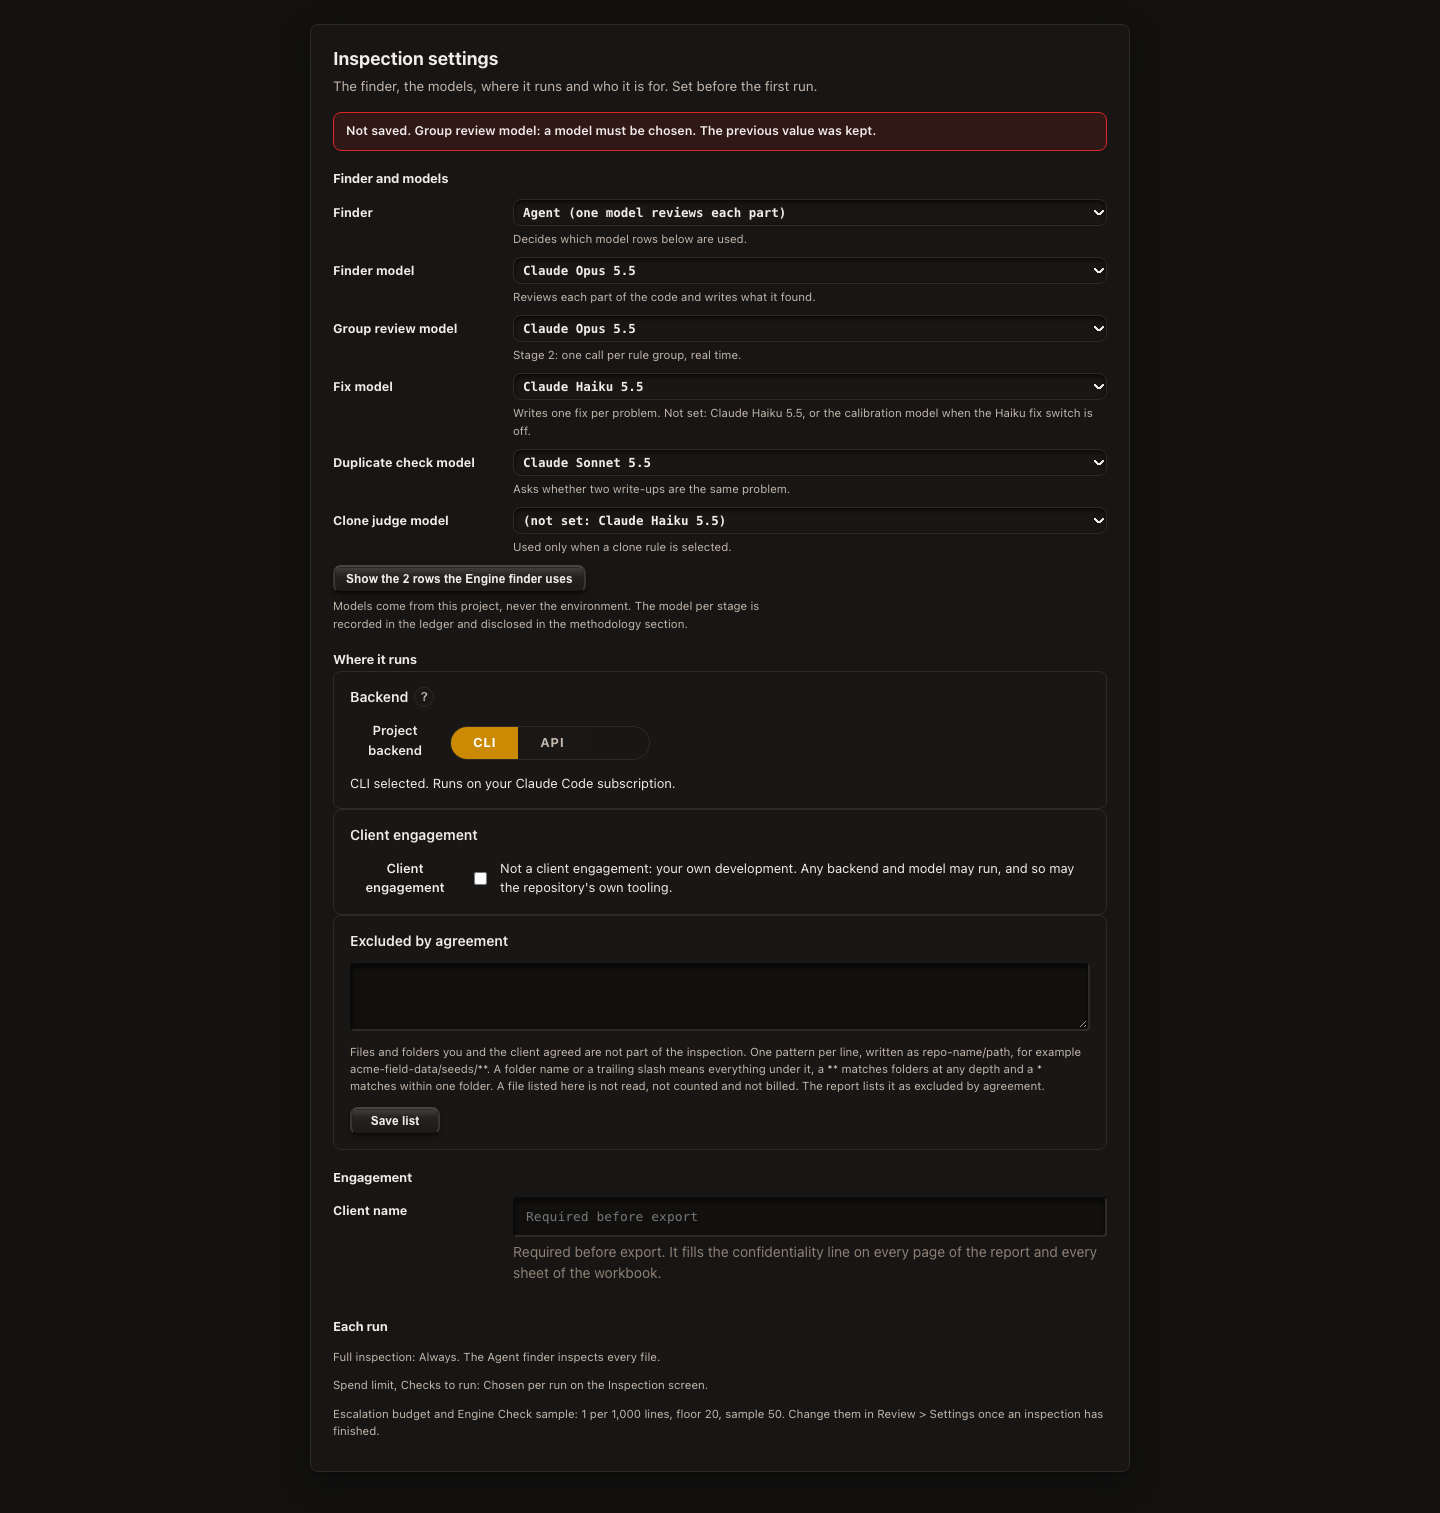 Inspection settings
The finder, the models, where it runs and who it is for. Set before the first run.
Not saved. Group review model: a model must be chosen. The previous value was kept.
Finder and models
Finder
Agent (one model reviews each part)
Decides which model rows below are used.
Finder model
Claude Opus 5.5
Reviews each part of the code and writes what it found.
Group review model
Claude Opus 5.5
Stage 2: one call per rule group, real time.
Fix model
Claude Haiku 5.5
Writes one fix per problem. Not set: Claude Haiku 5.5, or the calibration model when the Haiku fix switch is
off.
Duplicate check model
Claude Sonnet 5.5
Asks whether two write-ups are the same problem.
Clone judge model
(not set: Claude Haiku 5.5)
Used only when a clone rule is selected.
Show the 2 rows the Engine finder uses
Models come from this project, never the environment. The model per stage is
recorded in the ledger and disclosed in the methodology section.
Where it runs
Backend ?
Project
backend
CLI API
CLI selected. Runs on your Claude Code subscription.
Client engagement
Client
engagement
Not a client engagement: your own development. Any backend and model may run, and so may
the repository's own tooling.
Excluded by agreement
Files and folders you and the client agreed are not part of the inspection. One pattern per line, written as repo-name/path, for example
acme-field-data/seeds/**. A folder name or a trailing slash means everything under it, a ** matches folders at any depth and a *
matches within one folder. A file listed here is not read, not counted and not billed. The report lists it as excluded by agreement.
Save list
Engagement
Client name
Required before export
Required before export. It fills the confidentiality line on every page of the report and every
sheet of the workbook.
Each run
Full inspection: Always. The Agent finder inspects every file.
Spend limit, Checks to run: Chosen per run on the Inspection screen.
Escalation budget and Engine Check sample: 1 per 1,000 lines, floor 20, sample 50. Change them in Review > Settings once an inspection has
finished.